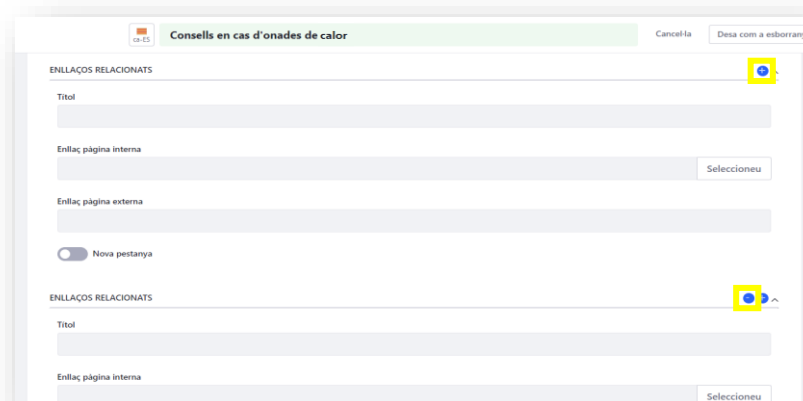 ca-ES
Consells en cas d'onades de calor
Cancel·la
Desa com a esborrany
ENLLAÇOS RELACIONATS
Títol
Enllaç pàgina interna
Seleccioneu
Enllaç pàgina externa
Nova pestanya
ENLLAÇOS RELACIONATS
Títol
Enllaç pàgina interna
Seleccioneu